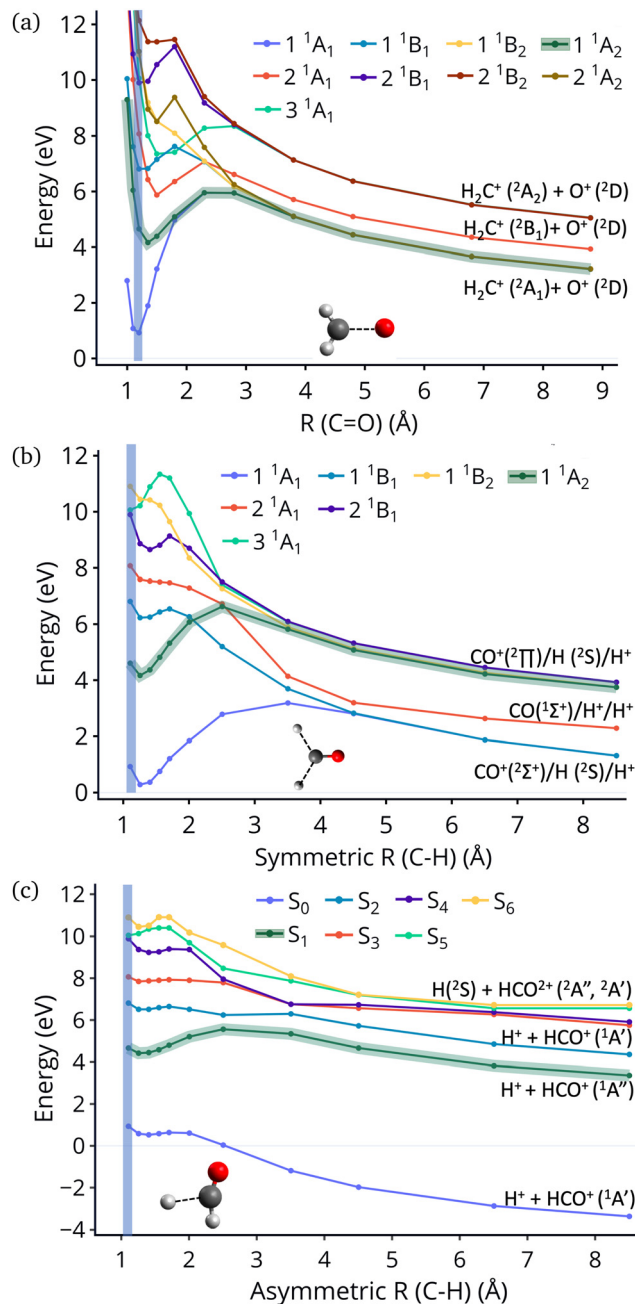 (a)
12
10
8
6
4
2
0
Energy (eV)
1 ¹A₁ 1 ¹B₁ 1 ¹B₂ 1 ¹A₂
2 ¹A₁ 2 ¹B₁ 2 ¹B₂ 2 ¹A₂
3 ¹A₁
H₂C⁺ (²A₂) + O⁺ (²D)
H₂C⁺ (²B₁)+ O⁺ (²D)
H₂C⁺ (²A₁)+ O⁺ (²D)
1 2 3 4 5 6 7 8 9
R (C=O) (Å)
(b)
12
10
8
6
4
2
0
Energy (eV)
1 ¹A₁ 1 ¹B₁ 1 ¹B₂ 1 ¹A₂
2 ¹A₁ 2 ¹B₁
3 ¹A₁
CO⁺(²∏)/H (²S)/H⁺
CO(¹Σ⁺)/H⁺/H⁺
CO⁺(²Σ⁺)/H (²S)/H⁺
1 2 3 4 5 6 7 8
Symmetric R (C-H) (Å)
(c)
12
10
8
6
4
2
0
−2
−4
Energy (eV)
S₀ S₂ S₄ S₆
S₁ S₃ S₅
H(²S) + HCO²⁺ (²A″, ²A′)
H⁺ + HCO⁺ (¹A′)
H⁺ + HCO⁺ (¹A″)
H⁺ + HCO⁺ (¹A′)
1 2 3 4 5 6 7 8
Asymmetric R (C-H) (Å)